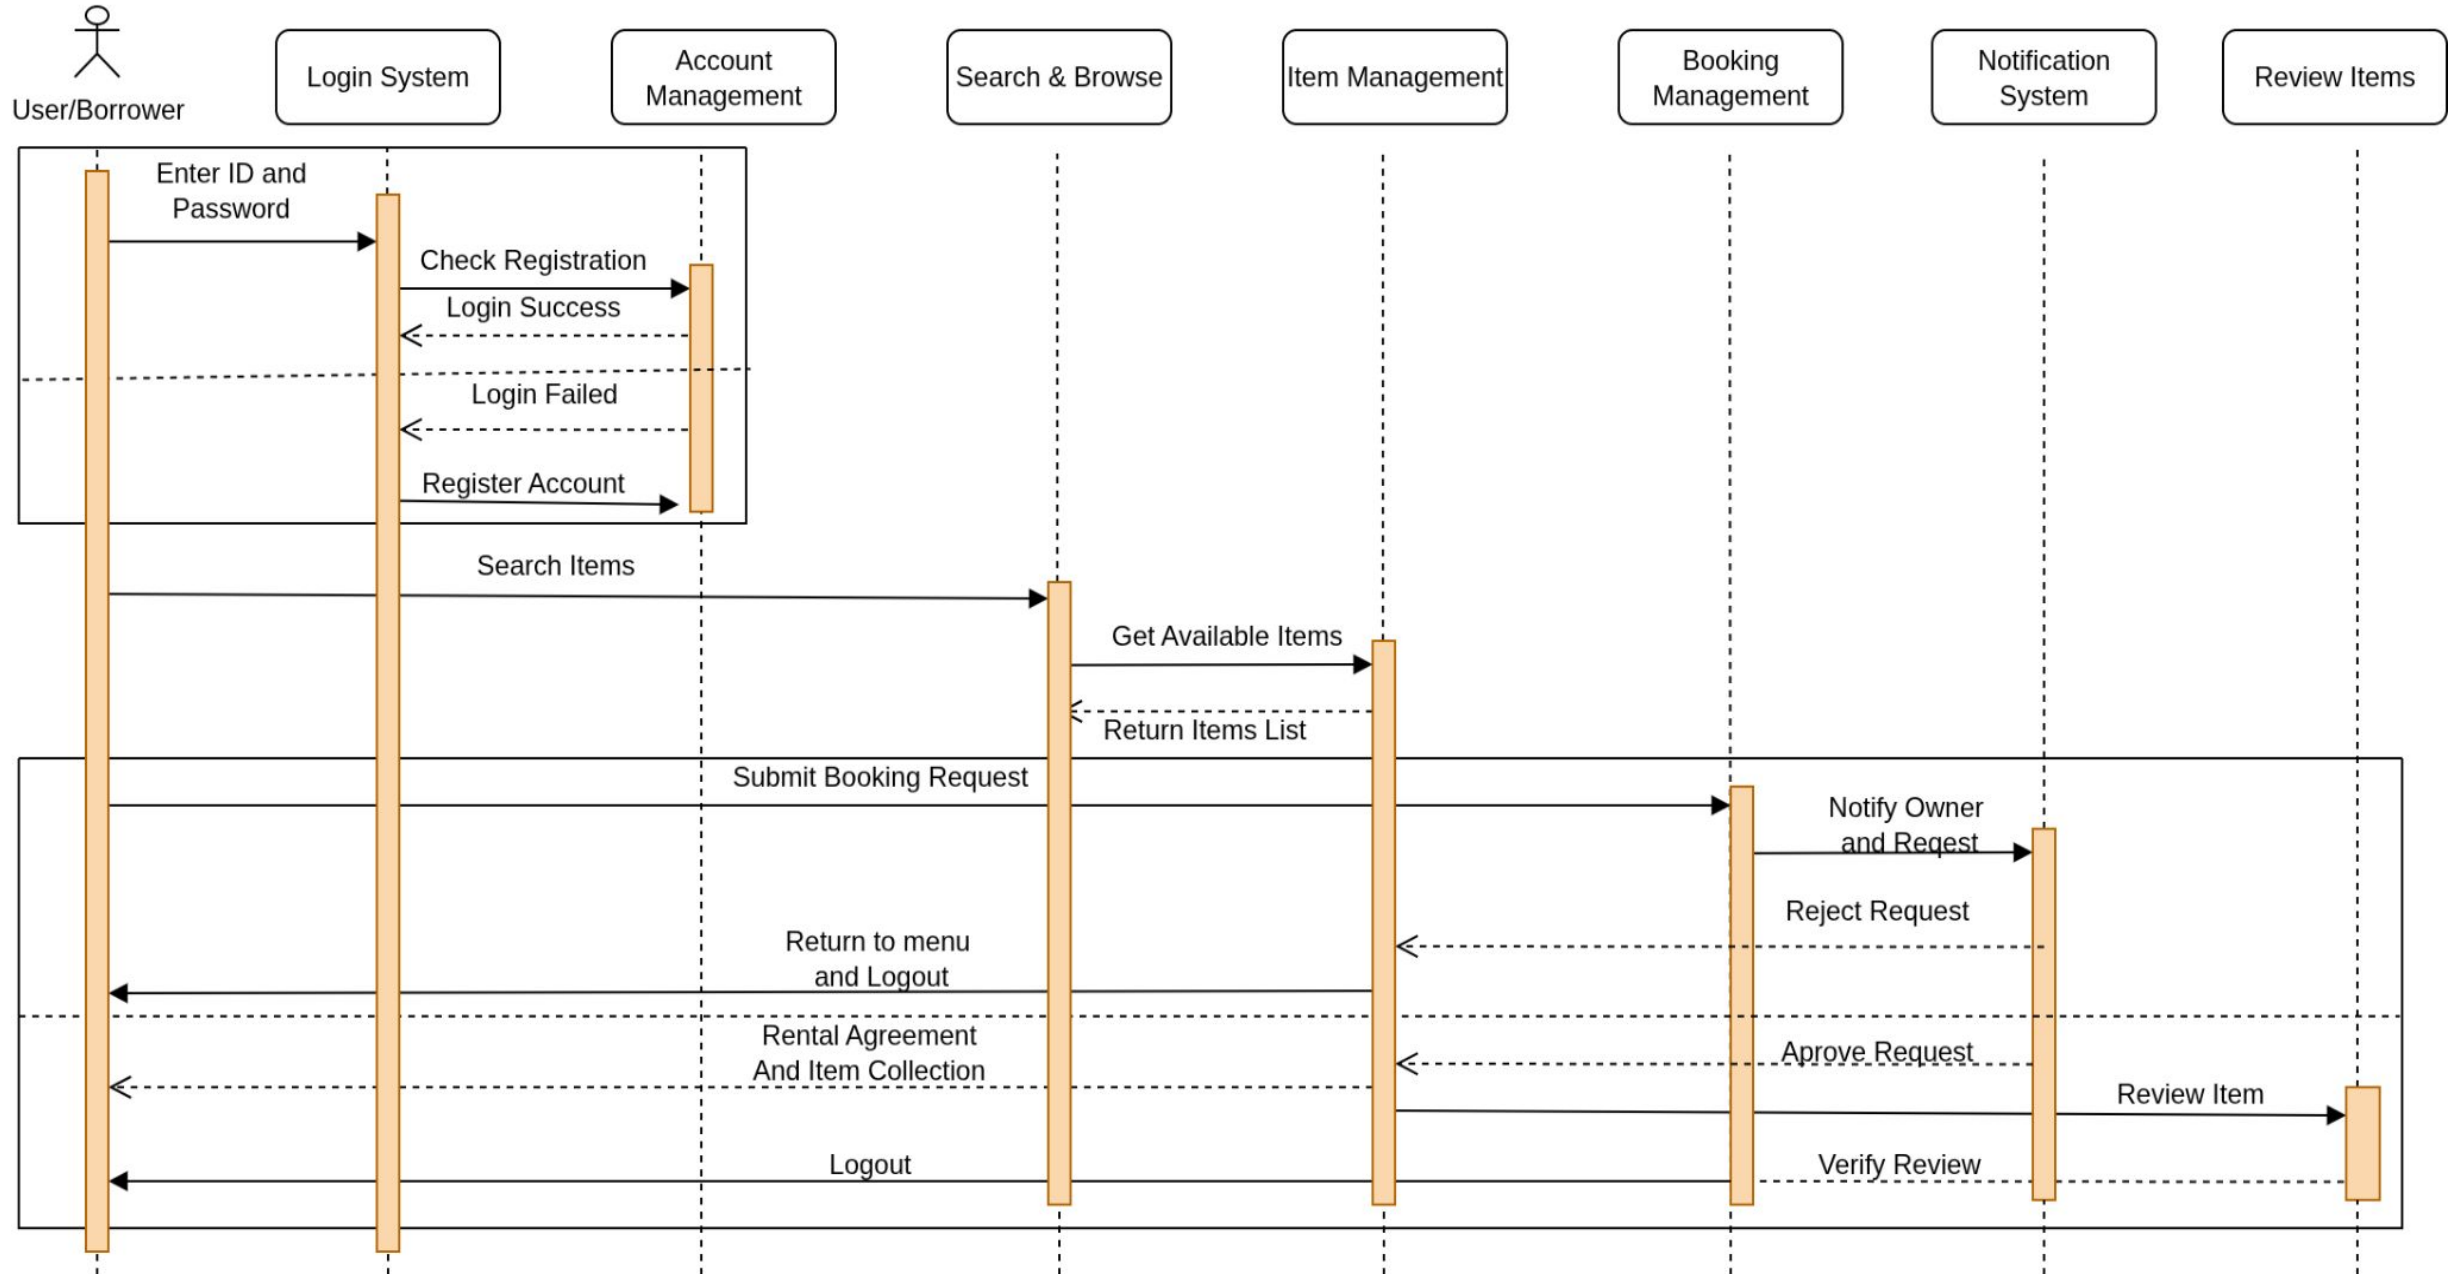 User/Borrower
Login System
Account
Management
Search & Browse
Item Management
Booking
Management
Notification
System
Review Items
Enter ID and
Password
Check Registration
Login Success
Login Failed
Register Account
Search Items
Get Available Items
Return Items List
Submit Booking Request
Notify Owner
and Reqest
Reject Request
Return to menu
and Logout
Rental Agreement
And Item Collection
Aprove Request
Review Item
Logout
Verify Review